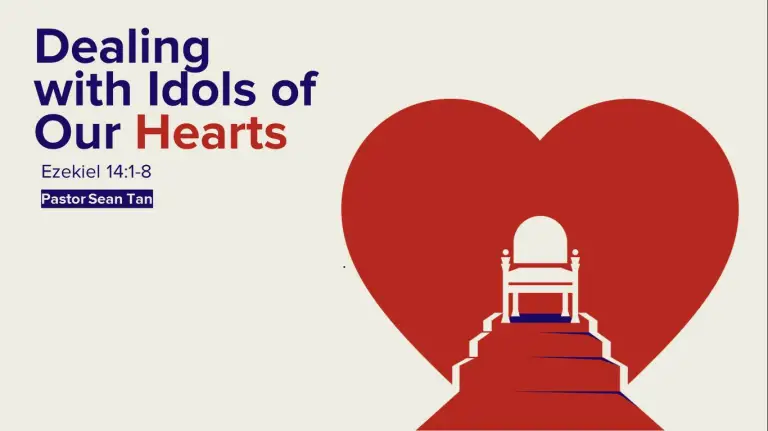 Dealing
with Idols of
Our Hearts
Ezekiel 14:1-8
Pastor Sean Tan